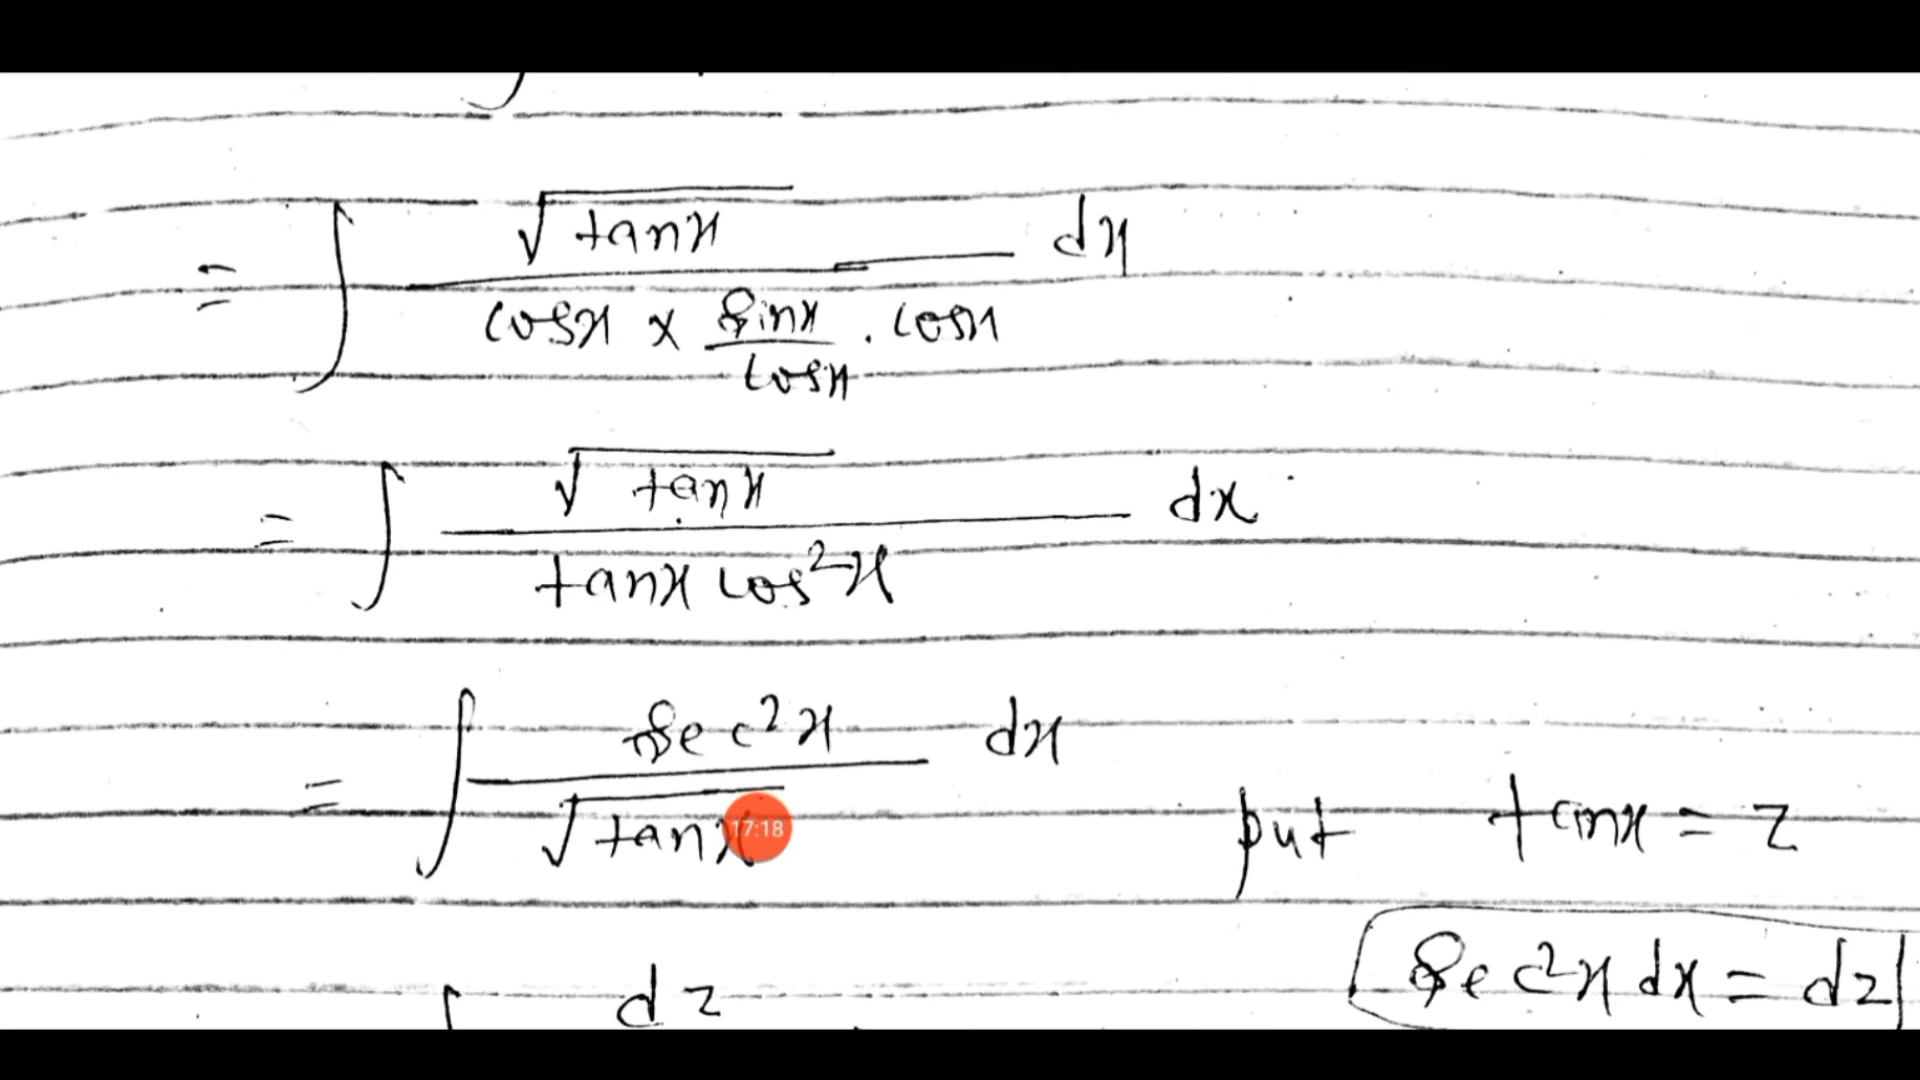 = ∫ √tanx / (cosx × sinx/cosx . cosx) dx
= ∫ √tanx / (tanx cos²x) dx
= ∫ sec²x / √tanx dx
17:18
put tanx = z
sec²x dx = dz
∫ dz